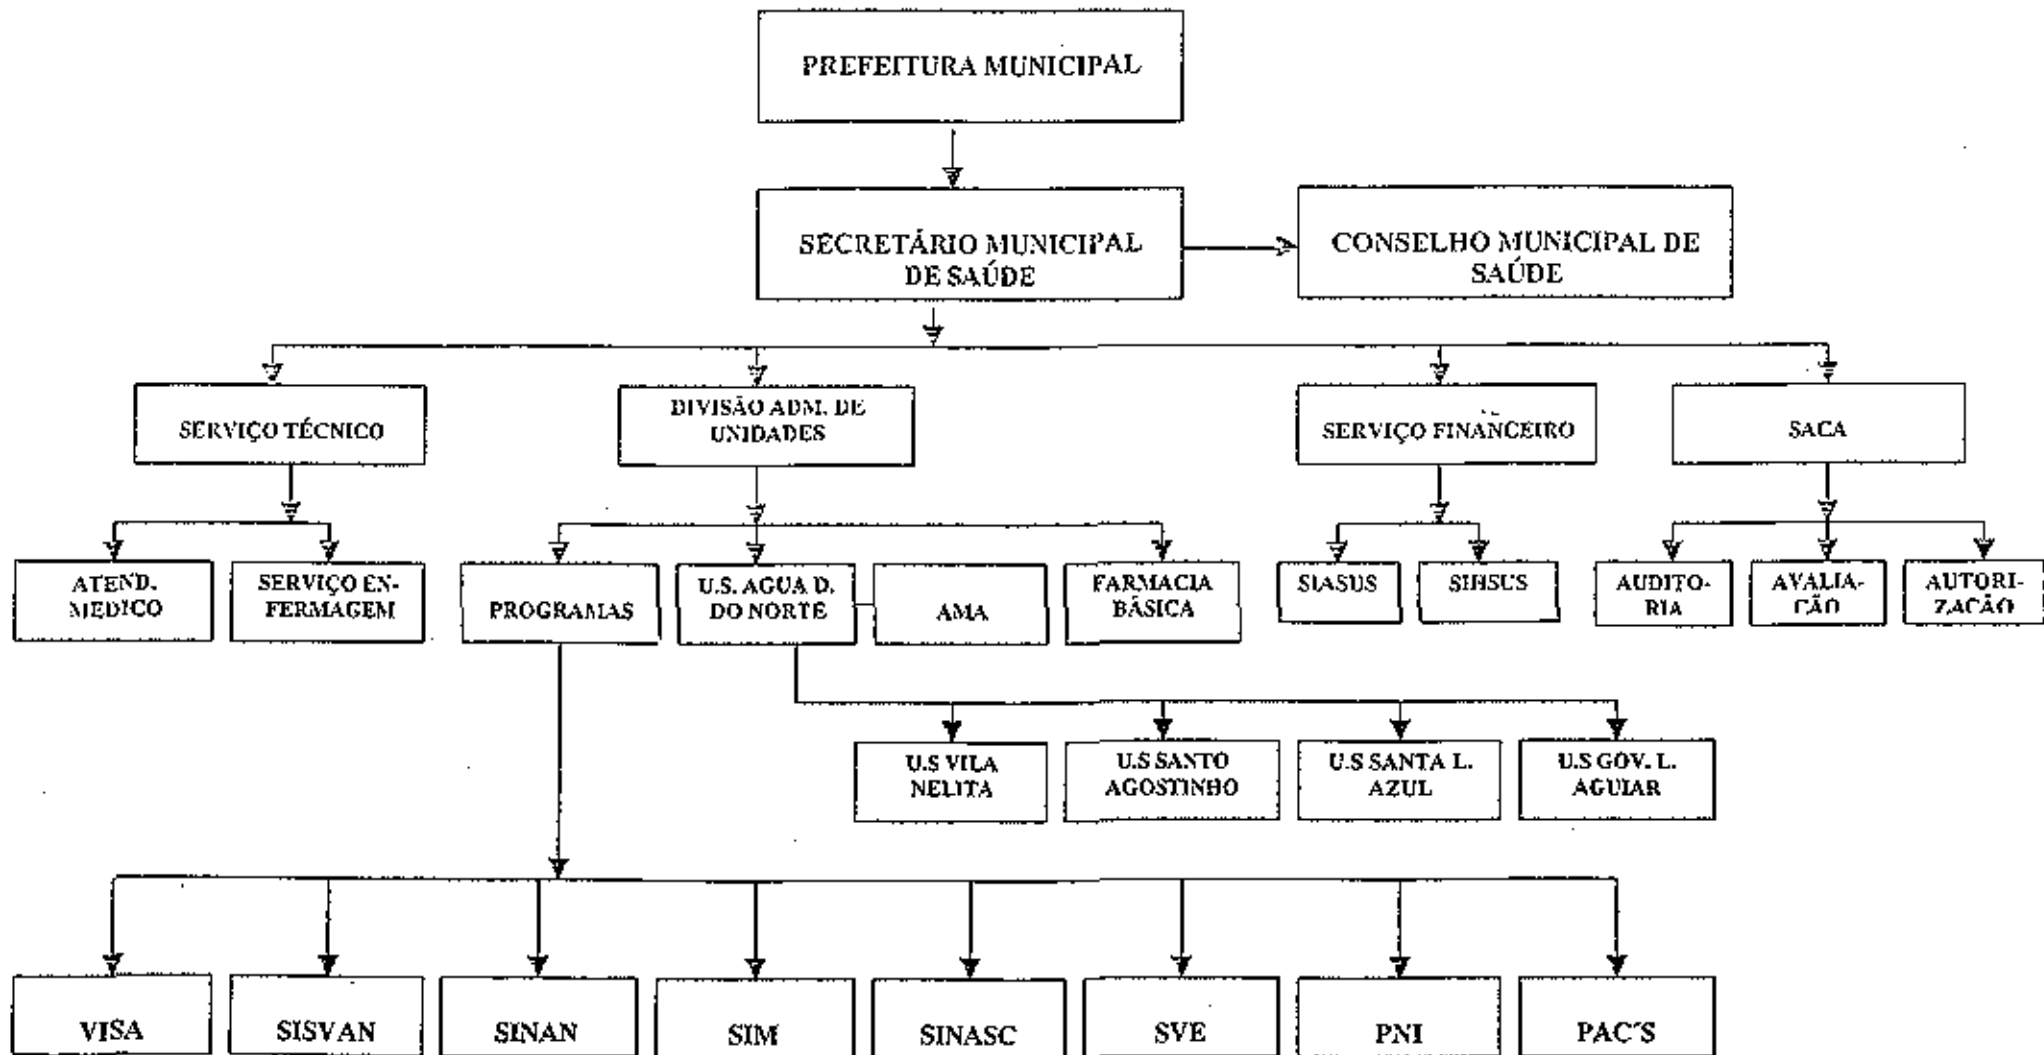 PREFEITURA MUNICIPAL
SECRETÁRIO MUNICIPAL
DE SAÚDE
CONSELHO MUNICIPAL DE
SAÚDE
SERVIÇO TÉCNICO
DIVISÃO ADM. DE
UNIDADES
SERVIÇO FINANCEIRO
SACA
ATEND.
MEDICO
SERVIÇO EN-
FERMAGEM
PROGRAMAS
U.S. AGUA D.
DO NORTE
AMA
FARMACIA
BÁSICA
SIASUS
SIHSUS
AUDITO-
RIA
AVALIA-
ÇÃO
AUTORI-
ZAÇÃO
U.S VILA
NELITA
U.S SANTO
AGOSTINHO
U.S SANTA L.
AZUL
U.S GOV. L.
AGUIAR
VISA
SISVAN
SINAN
SIM
SINASC
SVE
PNI
PAC´S